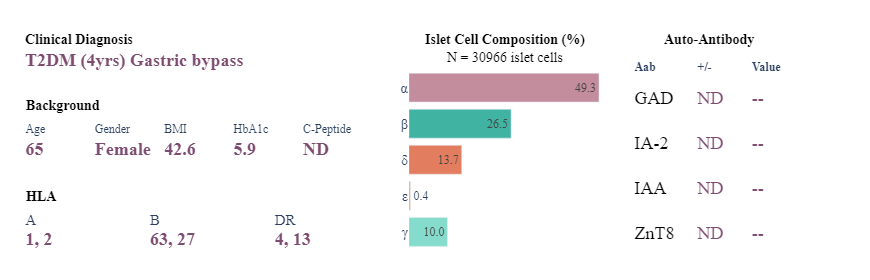 Clinical Diagnosis
T2DM (4yrs) Gastric bypass
Background
Age Gender BMI HbA1c C-Peptide
65 Female 42.6 5.9 ND
HLA
A B DR
1, 2 63, 27 4, 13
Islet Cell Composition (%)
N = 30966 islet cells
α 49.3
β 26.5
δ 13.7
ε 0.4
γ 10.0
Auto-Antibody
Aab +/- Value
GAD ND --
IA-2 ND --
IAA ND --
ZnT8 ND --